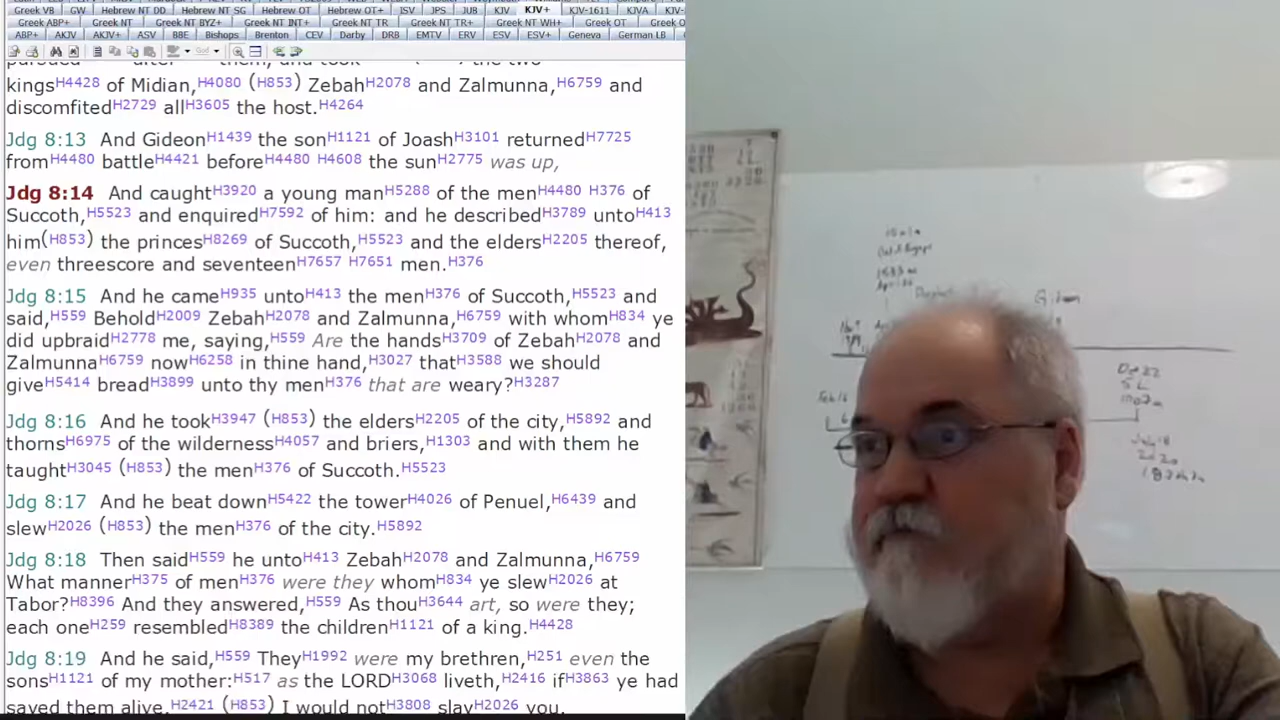 Greek VB GW Hebrew NT DD Hebrew NT SG Hebrew OT Hebrew OT+ ISV JPS JUB KJV KJV+ KJV-1611 KJVA
Greek ABP+ Greek NT Greek NT BYZ+ Greek NT INT+ Greek NT TR Greek NT TR+ Greek NT WH+ Greek OT Greek O
ABP+ AKJV AKJV+ ASV BBE Bishops Brenton CEV Darby DRB EMTV ERV ESV ESV+ Geneva German LB
kingsH4428 of Midian,H4080 (H853) ZebahH2078 and Zalmunna,H6759 and
discomfitedH2729 allH3605 the host.H4264
Jdg 8:13 And GideonH1439 the sonH1121 of JoashH3101 returnedH7725
fromH4480 battleH4421 beforeH4480 H4608 the sunH2775 was up,
Jdg 8:14 And caughtH3920 a young manH5288 of the menH4480 H376 of
Succoth,H5523 and enquiredH7592 of him: and he describedH3789 untoH413
him(H853) the princesH8269 of Succoth,H5523 and the eldersH2205 thereof,
even threescore and seventeenH7657 H7651 men.H376
Jdg 8:15 And he cameH935 untoH413 the menH376 of Succoth,H5523 and
said,H559 BeholdH2009 ZebahH2078 and Zalmunna,H6759 with whomH834 ye
did upbraidH2778 me, saying,H559 Are the handsH3709 of ZebahH2078 and
ZalmunnaH6759 nowH6258 in thine hand,H3027 thatH3588 we should
giveH5414 breadH3899 unto thy menH376 that are weary?H3287
Jdg 8:16 And he tookH3947 (H853) the eldersH2205 of the city,H5892 and
thornsH6975 of the wildernessH4057 and briers,H1303 and with them he
taughtH3045 (H853) the menH376 of Succoth.H5523
Jdg 8:17 And he beat downH5422 the towerH4026 of Penuel,H6439 and
slewH2026 (H853) the menH376 of the city.H5892
Jdg 8:18 Then saidH559 he untoH413 ZebahH2078 and Zalmunna,H6759
What mannerH375 of menH376 were they whomH834 ye slewH2026 at
Tabor?H8396 And they answered,H559 As thouH3644 art, so were they;
each oneH259 resembledH8389 the childrenH1121 of a king.H4428
Jdg 8:19 And he said,H559 TheyH1992 were my brethren,H251 even the
sonsH1121 of my mother:H517 as the LORDH3068 liveth,H2416 ifH3863 ye had
saved them alive,H2421 (H853) I would notH3808 slayH2026 you.